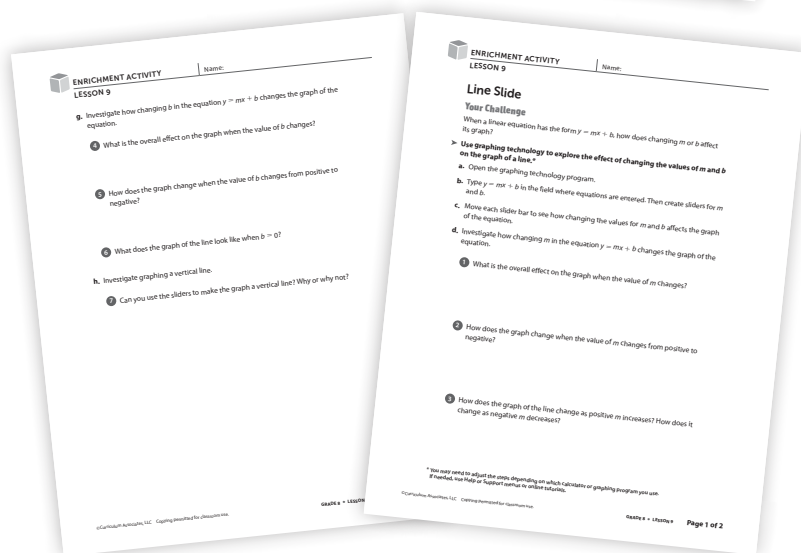 ENRICHMENT ACTIVITY
Name:
LESSON 9
g. Investigate how changing b in the equation y = mx + b changes the graph of the
equation.
4 What is the overall effect on the graph when the value of b changes?
5 How does the graph change when the value of b changes from positive to
negative?
6 What does the graph of the line look like when b = 0?
h. Investigate graphing a vertical line.
7 Can you use the sliders to make the graph a vertical line? Why or why not?
©Curriculum Associates, LLC Copying permitted for classroom use.
GRADE 8 • LESSON
ENRICHMENT ACTIVITY
Name:
LESSON 9
Line Slide
Your Challenge
When a linear equation has the form y = mx + b, how does changing m or b affect
its graph?
➤ Use graphing technology to explore the effect of changing the values of m and b
on the graph of a line.*
a. Open the graphing technology program.
b. Type y = mx + b in the field where equations are entered. Then create sliders for m
and b.
c. Move each slider bar to see how changing the values for m and b affects the graph
of the equation.
d. Investigate how changing m in the equation y = mx + b changes the graph of the
equation.
1 What is the overall effect on the graph when the value of m changes?
2 How does the graph change when the value of m changes from positive to
negative?
3 How does the graph of the line change as positive m increases? How does it
change as negative m decreases?
* You may need to adjust the steps depending on which calculator or graphing program you use.
If needed, use Help or Support menus or online tutorials.
©Curriculum Associates, LLC Copying permitted for classroom use.
GRADE 8 • LESSON 9
Page 1 of 2